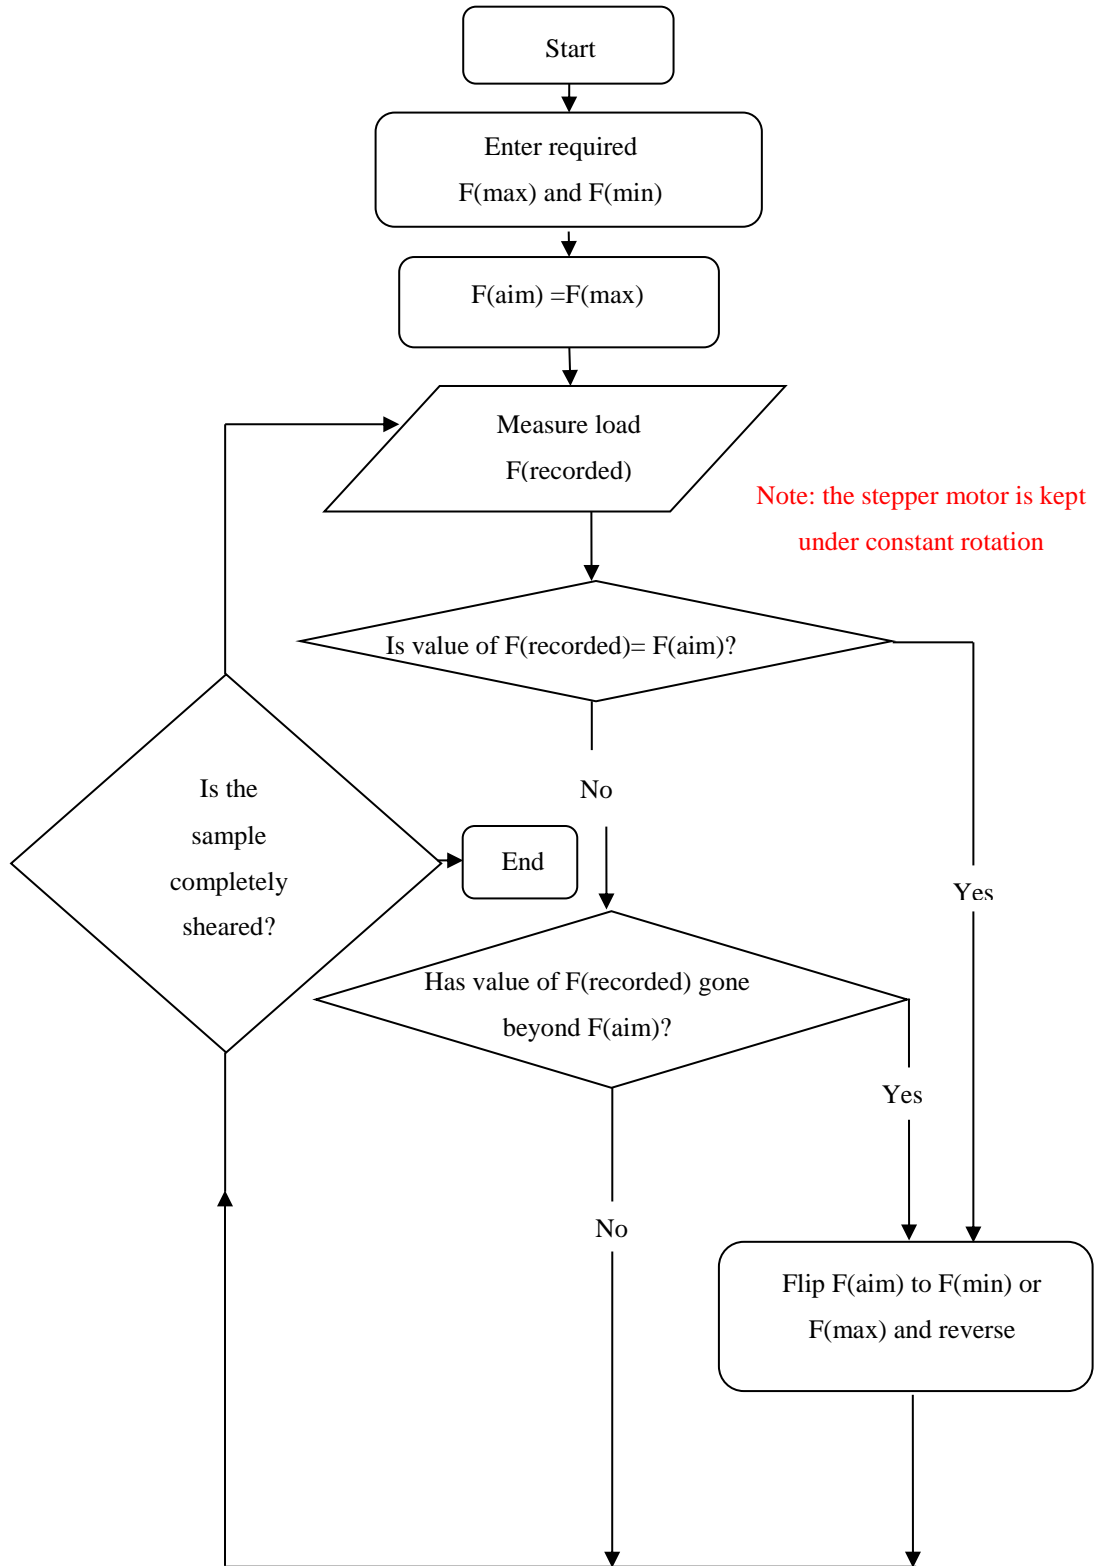 Start
Enter required
F(max) and F(min)
F(aim) =F(max)
Measure load
F(recorded)
Note: the stepper motor is kept
under constant rotation
Is value of F(recorded)= F(aim)?
No
Yes
Is the
sample
completely
sheared?
End
Has value of F(recorded) gone
beyond F(aim)?
Yes
No
Flip F(aim) to F(min) or
F(max) and reverse